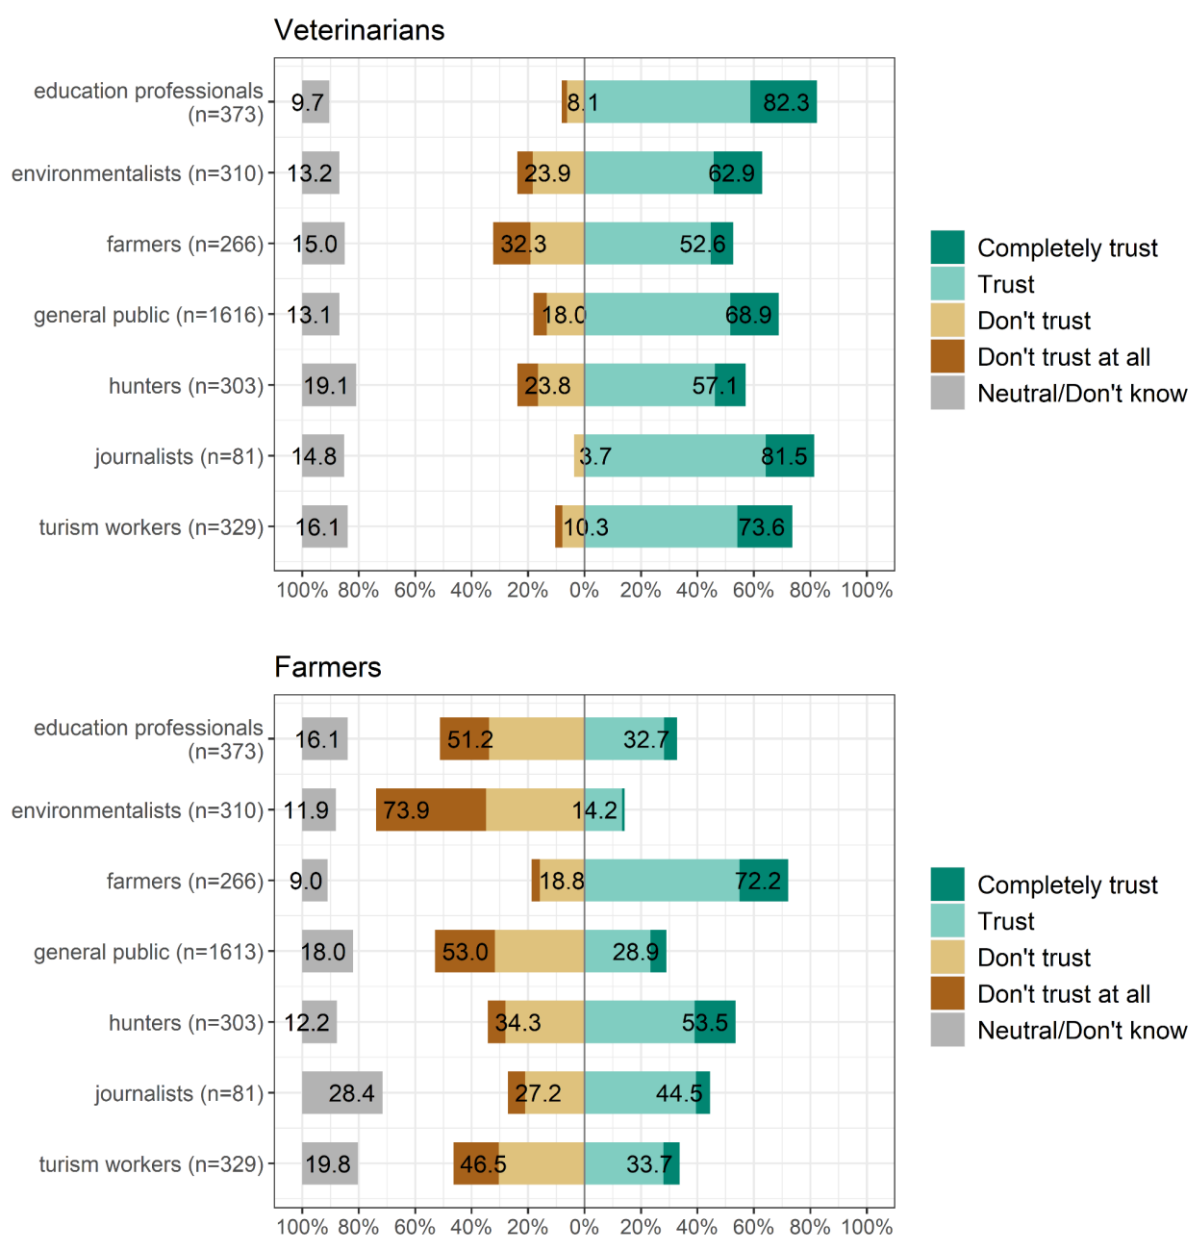 Veterinarians
education professionals
(n=373)
9.7 8.1 82.3
environmentalists (n=310) 13.2 23.9 62.9
farmers (n=266) 15.0 32.3 52.6
general public (n=1616) 13.1 18.0 68.9
hunters (n=303) 19.1 23.8 57.1
journalists (n=81) 14.8 3.7 81.5
turism workers (n=329) 16.1 10.3 73.6
100% 80% 60% 40% 20% 0% 20% 40% 60% 80% 100%
Completely trust
Trust
Don't trust
Don't trust at all
Neutral/Don't know
Farmers
education professionals
(n=373)
16.1 51.2 32.7
environmentalists (n=310) 11.9 73.9 14.2
farmers (n=266) 9.0 18.8 72.2
general public (n=1613) 18.0 53.0 28.9
hunters (n=303) 12.2 34.3 53.5
journalists (n=81) 28.4 27.2 44.5
turism workers (n=329) 19.8 46.5 33.7
100% 80% 60% 40% 20% 0% 20% 40% 60% 80% 100%
Completely trust
Trust
Don't trust
Don't trust at all
Neutral/Don't know